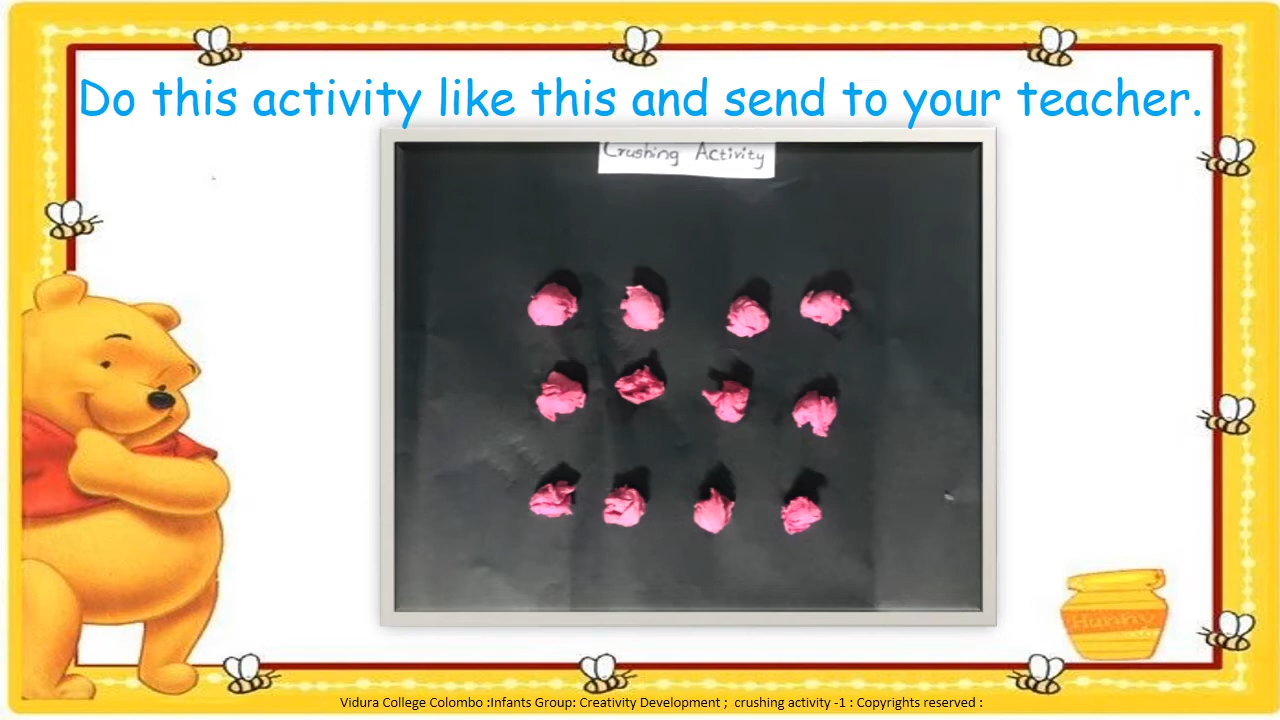 Do this activity like this and send to your teacher.
Crushing Activity
Hunny
Vidura College Colombo :Infants Group: Creativity Development ; crushing activity -1 : Copyrights reserved :